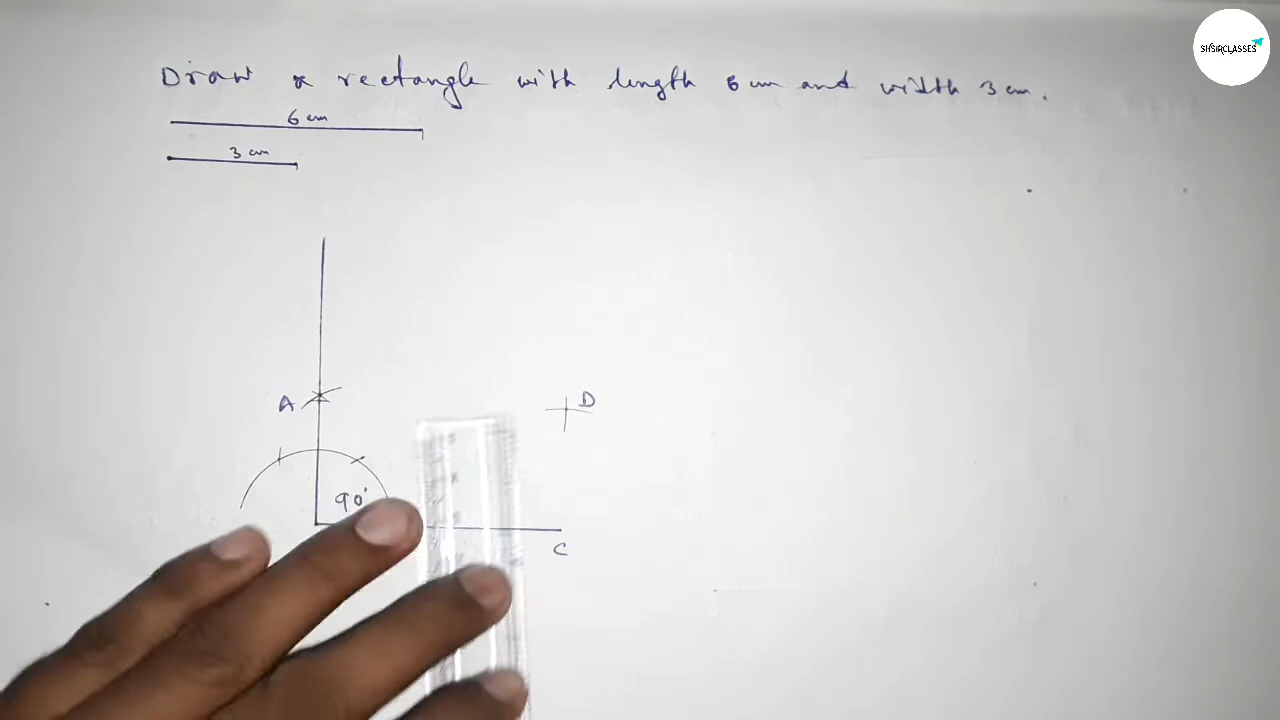 SHSIRCLASSES
Draw a rectangle with length 6 cm and width 3 cm.
6 cm
3 cm
A
D
90°
C